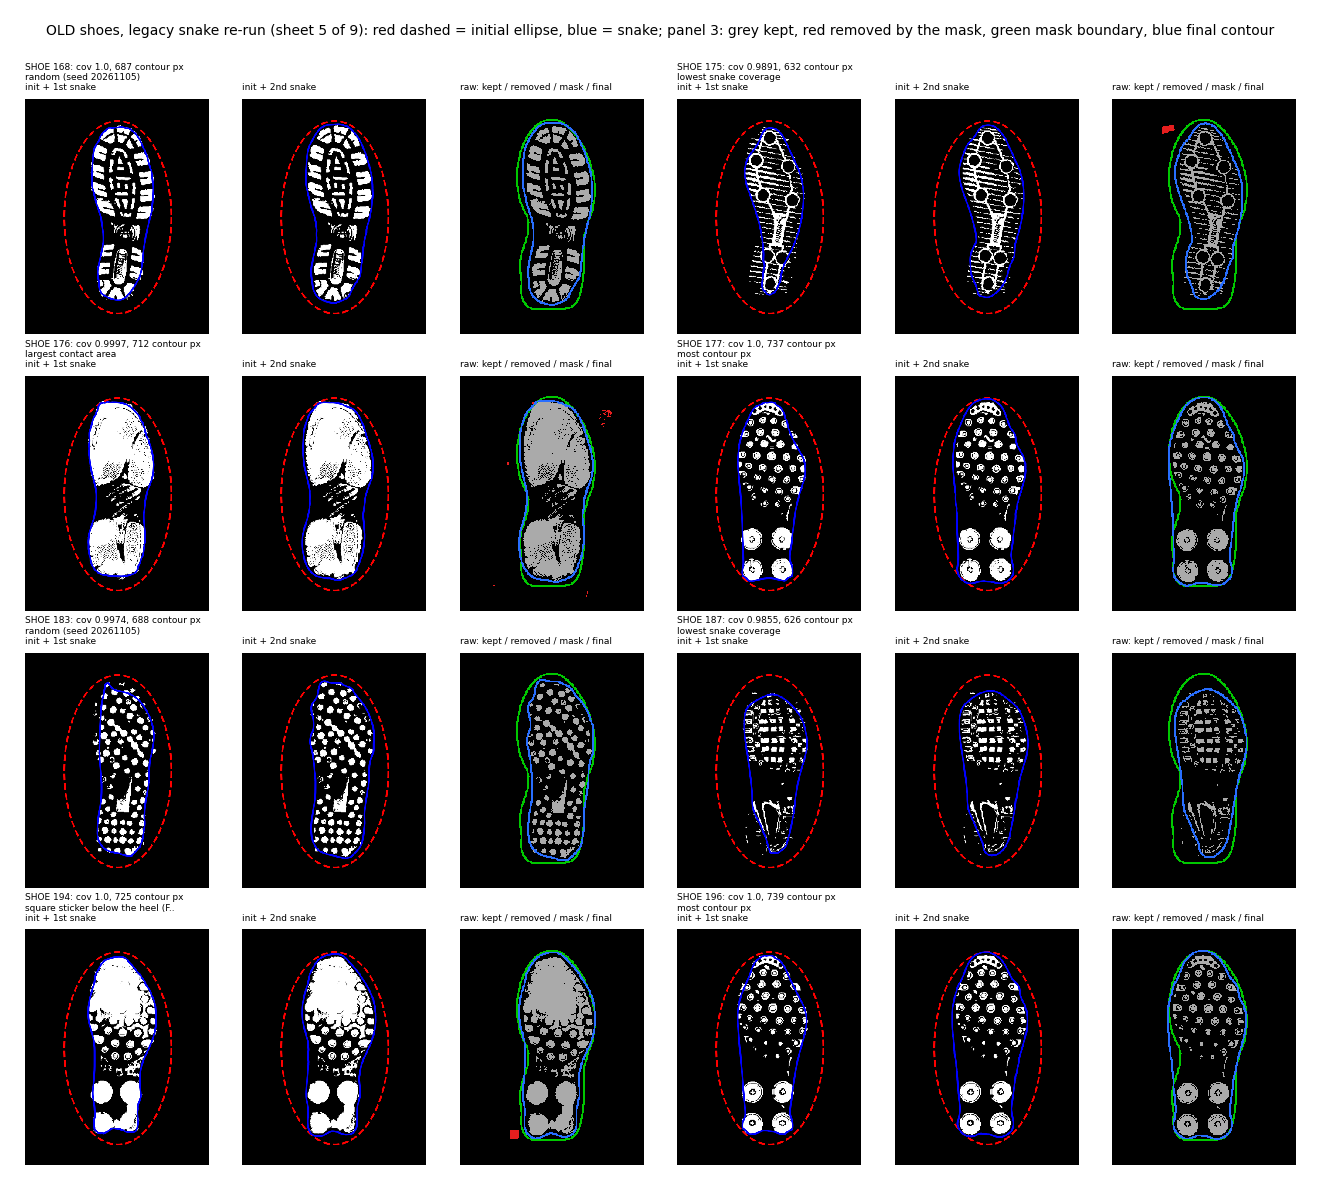 OLD shoes, legacy snake re-run (sheet 5 of 9): red dashed = initial ellipse, blue = snake; panel 3: grey kept, red removed by the mask, green mask boundary, blue final contour
SHOE 168: cov 1.0, 687 contour px
random (seed 20261105)
init + 1st snake
init + 2nd snake
raw: kept / removed / mask / final
SHOE 175: cov 0.9891, 632 contour px
lowest snake coverage
init + 1st snake
init + 2nd snake
raw: kept / removed / mask / final
SHOE 176: cov 0.9997, 712 contour px
largest contact area
init + 1st snake
init + 2nd snake
raw: kept / removed / mask / final
SHOE 177: cov 1.0, 737 contour px
most contour px
init + 1st snake
init + 2nd snake
raw: kept / removed / mask / final
SHOE 183: cov 0.9974, 688 contour px
random (seed 20261105)
init + 1st snake
init + 2nd snake
raw: kept / removed / mask / final
SHOE 187: cov 0.9855, 626 contour px
lowest snake coverage
init + 1st snake
init + 2nd snake
raw: kept / removed / mask / final
SHOE 194: cov 1.0, 725 contour px
square sticker below the heel (F..
init + 1st snake
init + 2nd snake
raw: kept / removed / mask / final
SHOE 196: cov 1.0, 739 contour px
most contour px
init + 1st snake
init + 2nd snake
raw: kept / removed / mask / final